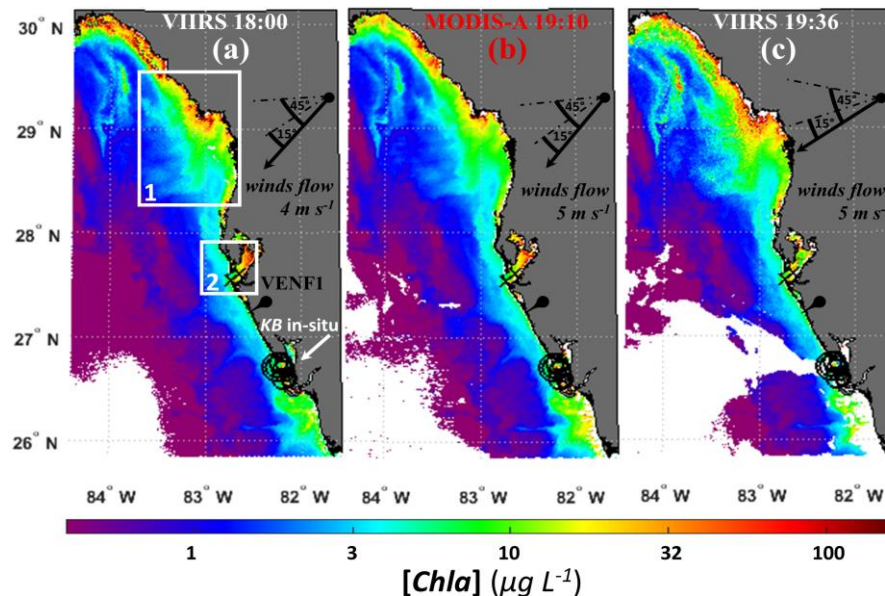 VIIRS 18:00
(a)
MODIS-A 19:10
(b)
VIIRS 19:36
(c)
30° N
29° N
28° N
27° N
26° N
45°
15°
winds flow
4 m s-1
1
2
VENF1
KB in-situ
45°
15°
winds flow
5 m s-1
45°
15°
winds flow
5 m s-1
84° W
83° W
82° W
84° W
83° W
82° W
84° W
83° W
82° W
1
3
10
32
100
[Chla] (μg L-1)